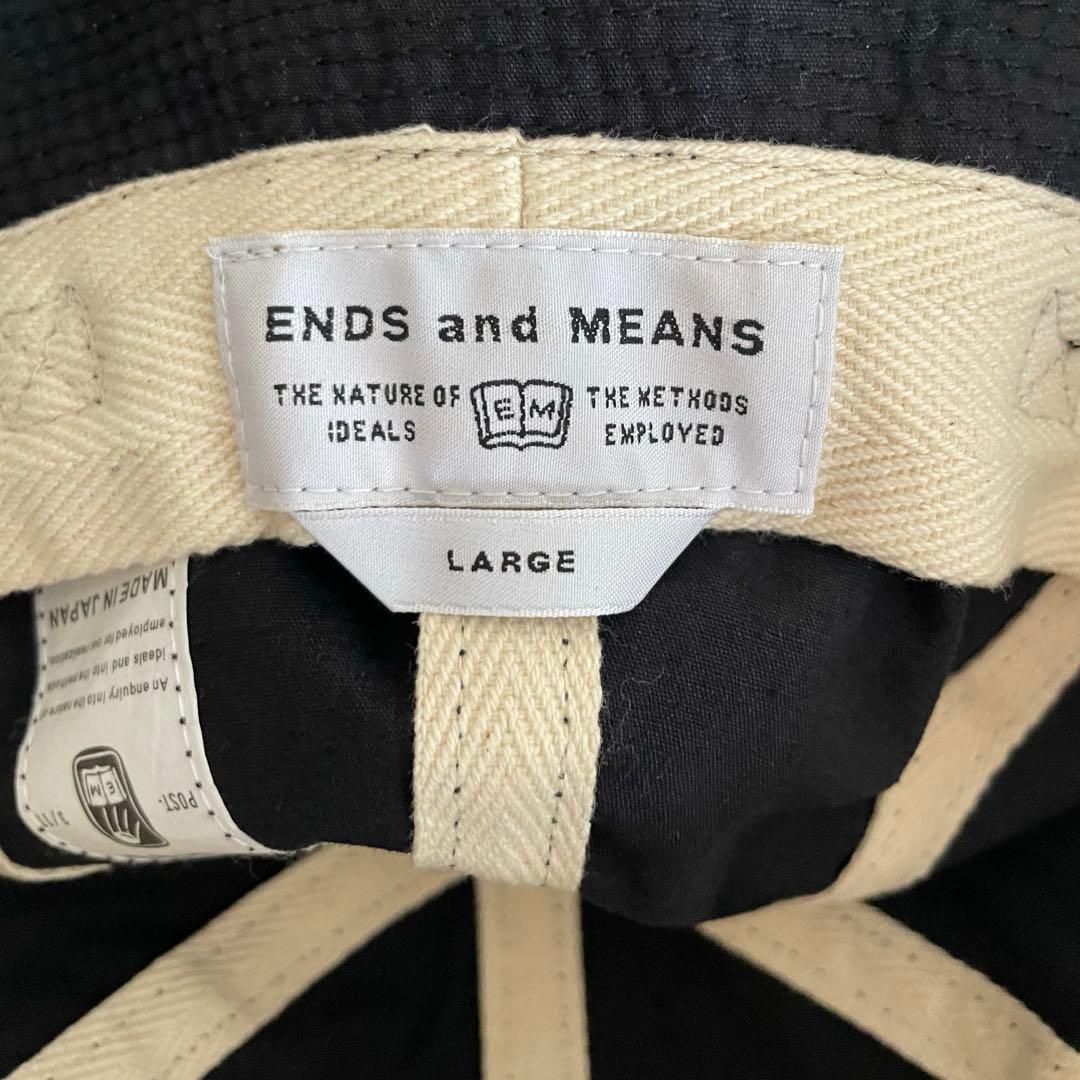 ENDS and MEANS
THE NATURE OF
IDEALS
E M
THE METHODS
EMPLOYED
LARGE
POST-
E M
An enquiry into the nature of
ideals and into the methods
employed for our realization.
MADE IN JAPAN